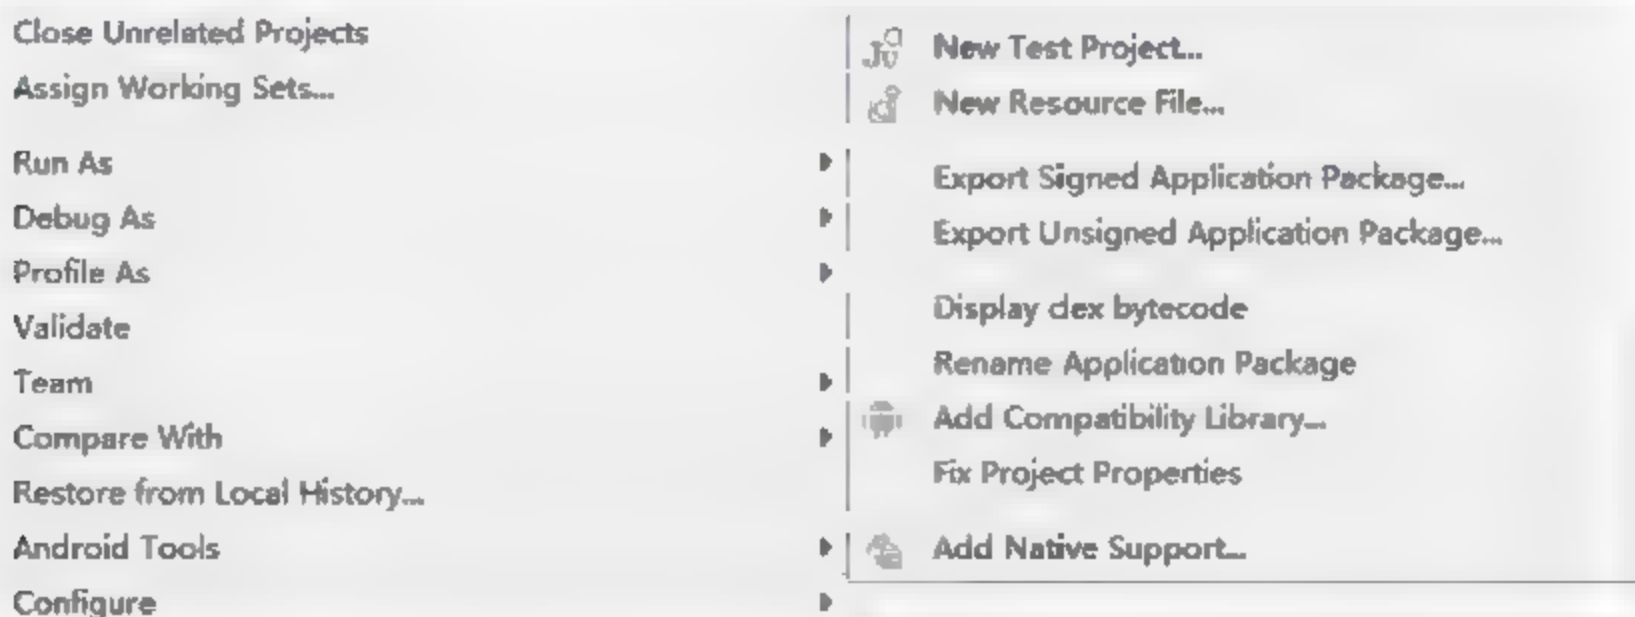 Close Unrelated Projects
Assign Working Sets...
Run As
Debug As
Profile As
Validate
Team
Compare With
Restore from Local History...
Android Tools
Configure
New Test Project...
New Resource File...
Export Signed Application Package...
Export Unsigned Application Package...
Display dex bytecode
Rename Application Package
Add Compatibility Library...
Fix Project Properties
Add Native Support...